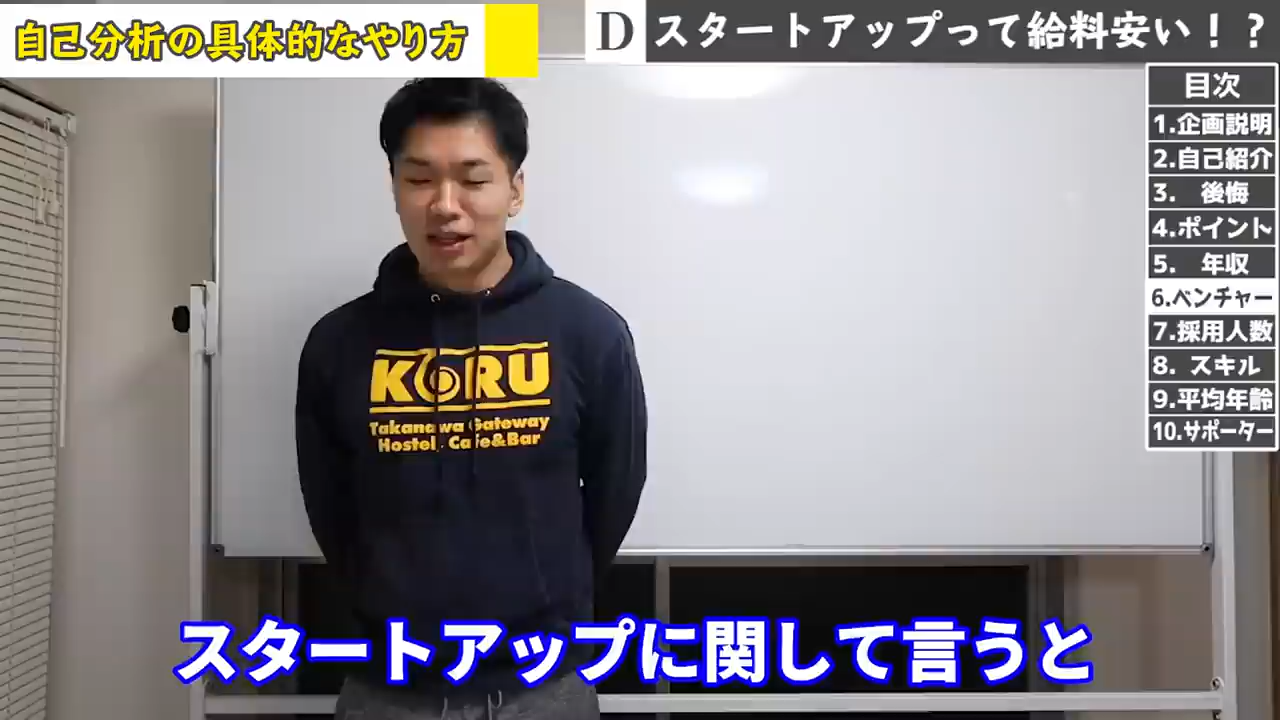 自己分析の具体的なやり方
D スタートアップって給料安い！？
目次
1.企画説明
2.自己紹介
3. 後悔
4.ポイント
5. 年収
6.ベンチャー
7.採用人数
8. スキル
9.平均年齢
10.サポーター
KORU
Takanawa Gateway
Hostel, Cafe&Bar
スタートアップに関して言うと